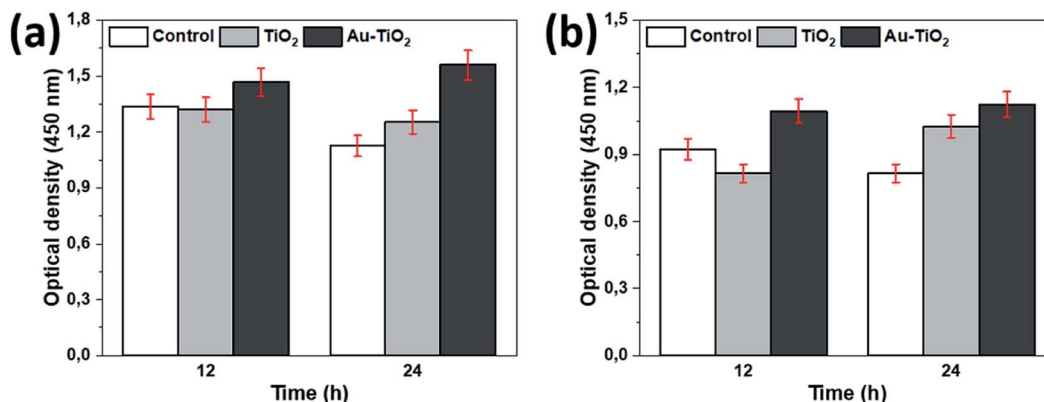 (a)
Control TiO₂ Au-TiO₂
Optical density (450 nm)
1,8
1,5
1,2
0,9
0,6
0,3
0,0
12 24
Time (h)
(b)
Control TiO₂ Au-TiO₂
Optical density (450 nm)
1,5
1,2
0,9
0,6
0,3
0,0
12 24
Time (h)